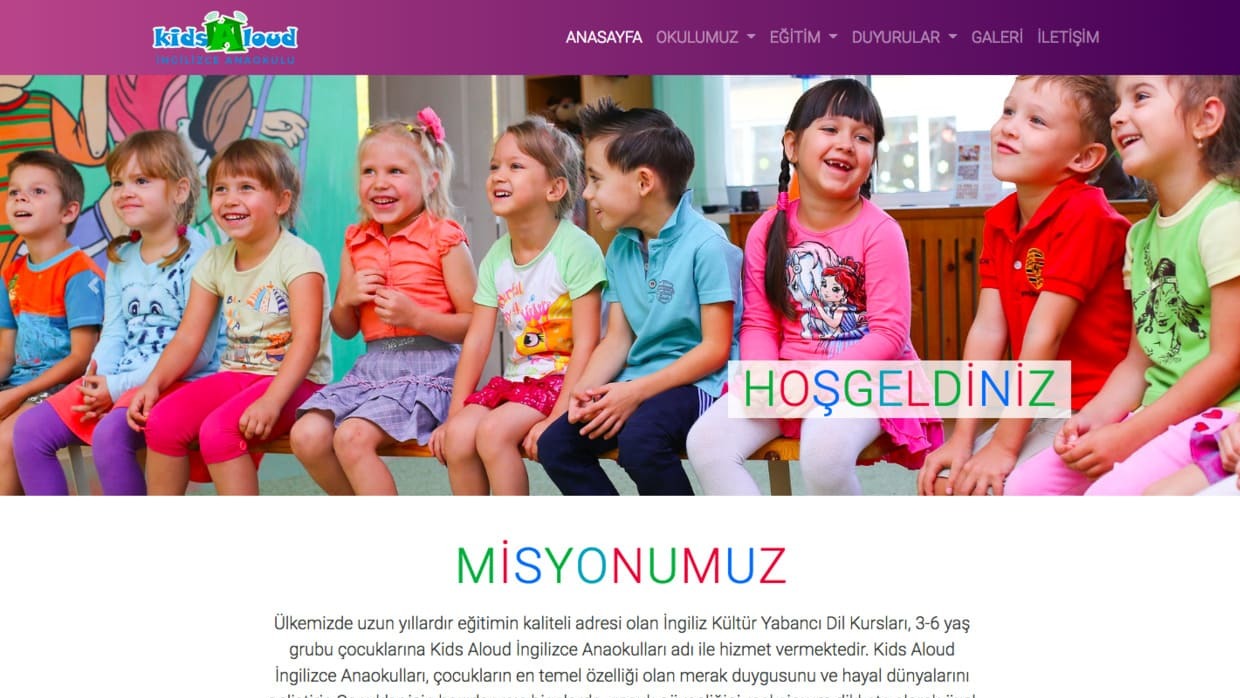 kids Aloud
İNGİLİZCE ANAOKULU
ANASAYFA OKULUMUZ EĞİTİM DUYURULAR GALERİ İLETİŞİM
HOŞGELDİNİZ
MİSYONUMUZ
Ülkemizde uzun yıllardır eğitimin kaliteli adresi olan İngiliz Kültür Yabancı Dil Kursları, 3-6 yaş
grubu çocuklarına Kids Aloud İngilizce Anaokulları adı ile hizmet vermektedir. Kids Aloud
İngilizce Anaokulları, çocukların en temel özelliği olan merak duygusunu ve hayal dünyalarını